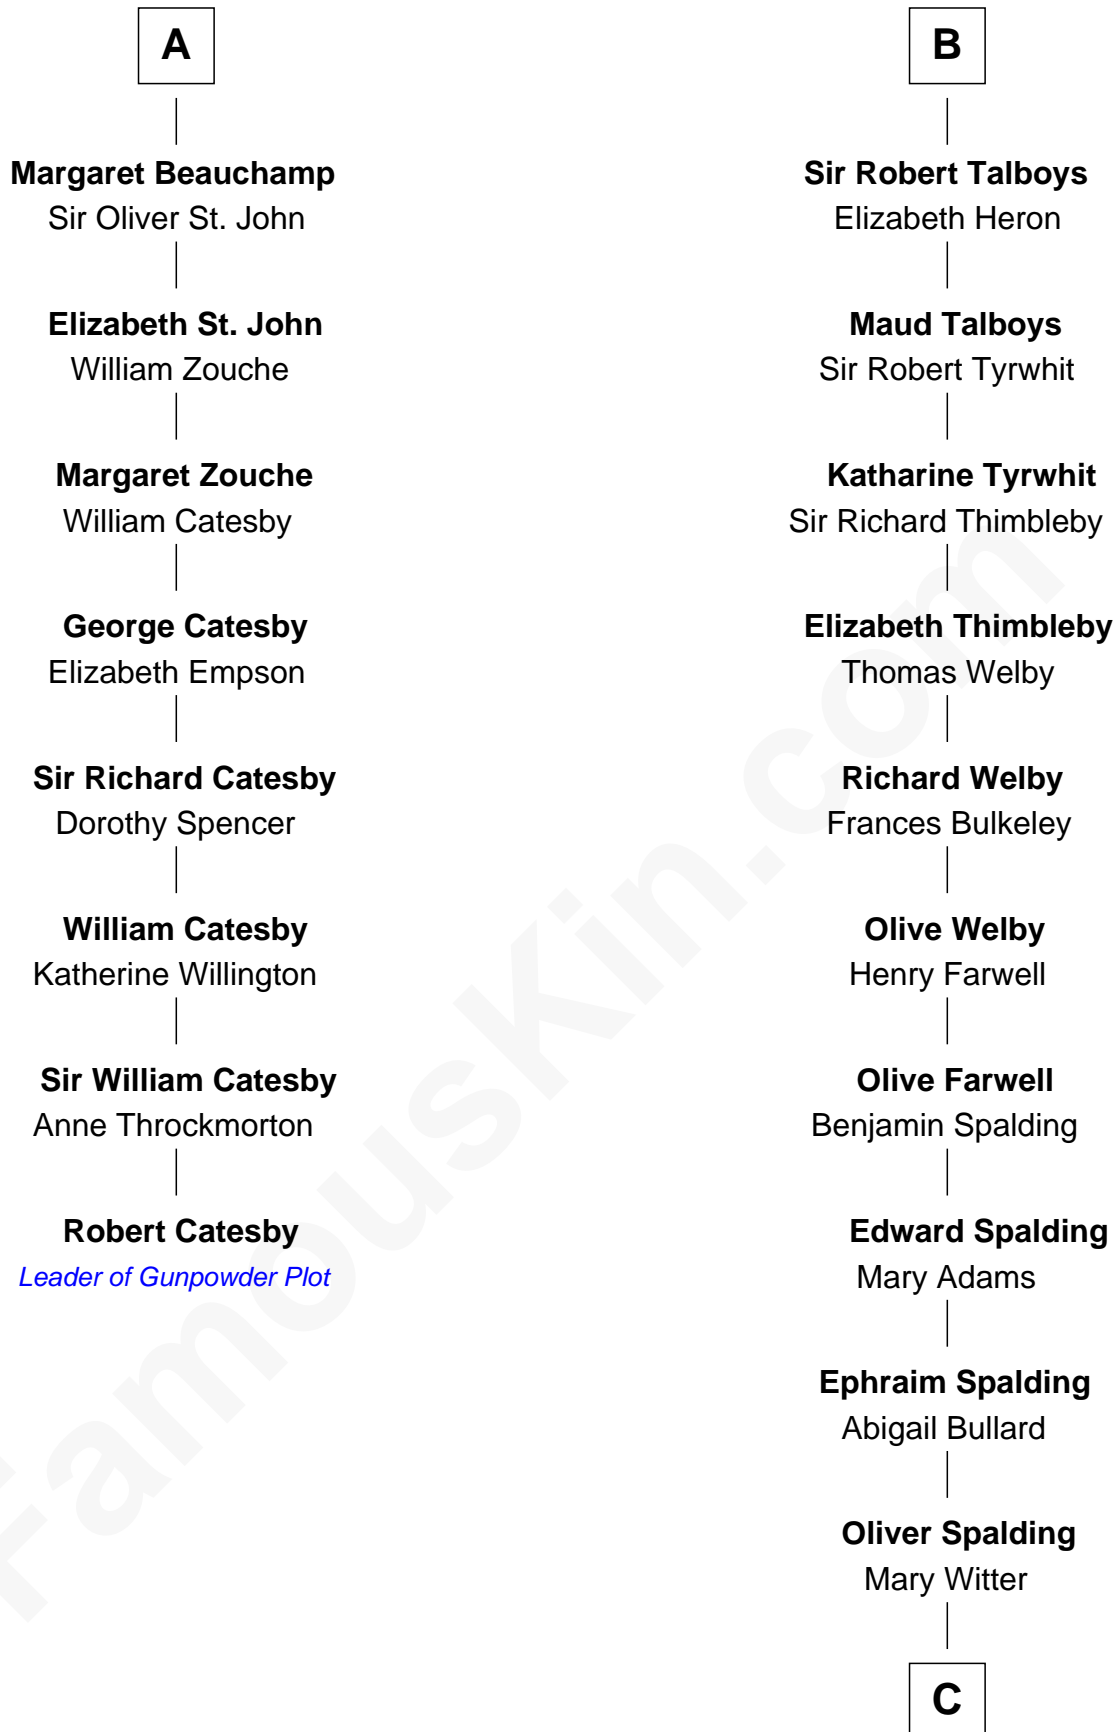 A
Margaret Beauchamp
Sir Oliver St. John
Elizabeth St. John
William Zouche
Margaret Zouche
William Catesby
George Catesby
Elizabeth Empson
Sir Richard Catesby
Dorothy Spencer
William Catesby
Katherine Willington
Sir William Catesby
Anne Throckmorton
Robert Catesby
Leader of Gunpowder Plot
B
Sir Robert Talboys
Elizabeth Heron
Maud Talboys
Sir Robert Tyrwhit
Katharine Tyrwhit
Sir Richard Thimbleby
Elizabeth Thimbleby
Thomas Welby
Richard Welby
Frances Bulkeley
Olive Welby
Henry Farwell
Olive Farwell
Benjamin Spalding
Edward Spalding
Mary Adams
Ephraim Spalding
Abigail Bullard
Oliver Spalding
Mary Witter
C
FamousKin.com